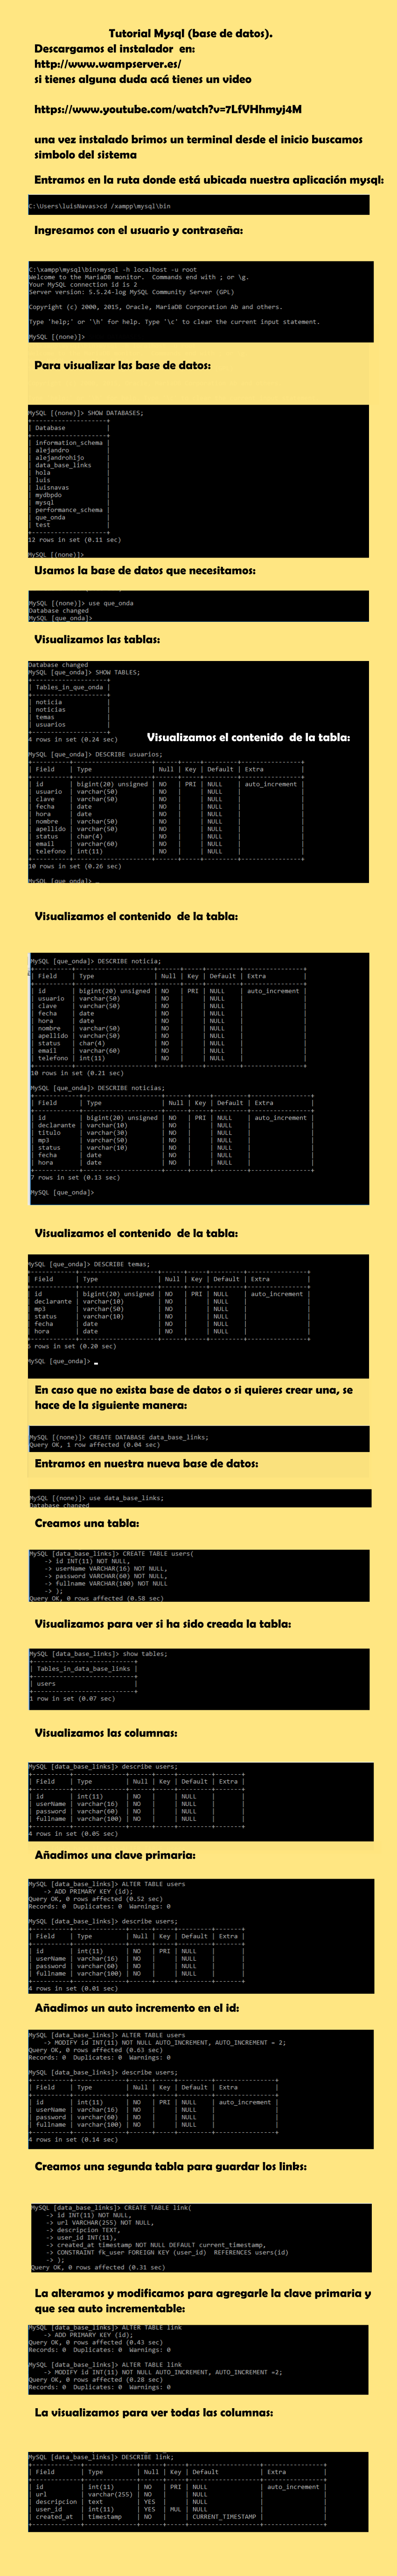 Tutorial Mysql (base de datos).
Descargamos el instalador en:
http://www.wampserver.es/
si tienes alguna duda acá tienes un video
https://www.youtube.com/watch?v=7LfVHhmyj4M
una vez instalado brimos un terminal desde el inicio buscamos
simbolo del sistema
Entramos en la ruta donde está ubicada nuestra aplicación mysql:
C:\Users\luisNavas>cd /xampp\mysql\bin
Ingresamos con el usuario y contraseña:
C:\xampp\mysql\bin>mysql -h localhost -u root
Welcome to the MariaDB monitor.  Commands end with ; or \g.
Your MySQL connection id is 2
Server version: 5.5.24-log MySQL Community Server (GPL)
Copyright (c) 2000, 2015, Oracle, MariaDB Corporation Ab and others.
Type 'help;' or '\h' for help. Type '\c' to clear the current input statement.
MySQL [(none)]>
Para visualizar las base de datos:
MySQL [(none)]> SHOW DATABASES;
+--------------------+
| Database           |
+--------------------+
| information_schema |
| alejandro          |
| alejandrohijo      |
| data_base_links    |
| hola               |
| luis               |
| luisnavas          |
| mydbpdo            |
| mysql              |
| performance_schema |
| que_onda           |
| test               |
+--------------------+
12 rows in set (0.11 sec)
MySQL [(none)]>
Usamos la base de datos que necesitamos:
MySQL [(none)]> use que_onda
Database changed
MySQL [que_onda]>
Visualizamos las tablas:
Database changed
MySQL [que_onda]> SHOW TABLES;
+--------------------+
| Tables_in_que_onda |
+--------------------+
| noticia            |
| noticias           |
| temas              |
| usuarios           |
+--------------------+
4 rows in set (0.24 sec)
Visualizamos el contenido de la tabla:
MySQL [que_onda]> DESCRIBE usuarios;
| Field    | Type                | Null | Key | Default | Extra          |
| id       | bigint(20) unsigned | NO   | PRI | NULL    | auto_increment |
| usuario  | varchar(50)         | NO   |     | NULL    |                |
| clave    | varchar(50)         | NO   |     | NULL    |                |
| fecha    | date                | NO   |     | NULL    |                |
| hora     | date                | NO   |     | NULL    |                |
| nombre   | varchar(50)         | NO   |     | NULL    |                |
| apellido | varchar(50)         | NO   |     | NULL    |                |
| status   | char(4)             | NO   |     | NULL    |                |
| email    | varchar(60)         | NO   |     | NULL    |                |
| telefono | int(11)             | NO   |     | NULL    |                |
10 rows in set (0.26 sec)
MySQL [que_onda]> _
Visualizamos el contenido de la tabla:
MySQL [que_onda]> DESCRIBE noticia;
| Field    | Type                | Null | Key | Default | Extra          |
| id       | bigint(20) unsigned | NO   | PRI | NULL    | auto_increment |
| usuario  | varchar(50)         | NO   |     | NULL    |                |
| clave    | varchar(50)         | NO   |     | NULL    |                |
| fecha    | date                | NO   |     | NULL    |                |
| hora     | date                | NO   |     | NULL    |                |
| nombre   | varchar(50)         | NO   |     | NULL    |                |
| apellido | varchar(50)         | NO   |     | NULL    |                |
| status   | char(4)             | NO   |     | NULL    |                |
| email    | varchar(60)         | NO   |     | NULL    |                |
| telefono | int(11)             | NO   |     | NULL    |                |
10 rows in set (0.21 sec)
MySQL [que_onda]> DESCRIBE noticias;
| Field      | Type                | Null | Key | Default | Extra          |
| id         | bigint(20) unsigned | NO   | PRI | NULL    | auto_increment |
| declarante | varchar(10)         | NO   |     | NULL    |                |
| titulo     | varchar(30)         | NO   |     | NULL    |                |
| mp3        | varchar(50)         | NO   |     | NULL    |                |
| status     | varchar(10)         | NO   |     | NULL    |                |
| fecha      | date                | NO   |     | NULL    |                |
| hora       | date                | NO   |     | NULL    |                |
7 rows in set (0.13 sec)
MySQL [que_onda]>
Visualizamos el contenido de la tabla:
MySQL [que_onda]> DESCRIBE temas;
| Field      | Type                | Null | Key | Default | Extra          |
| id         | bigint(20) unsigned | NO   | PRI | NULL    | auto_increment |
| declarante | varchar(10)         | NO   |     | NULL    |                |
| mp3        | varchar(50)         | NO   |     | NULL    |                |
| status     | varchar(10)         | NO   |     | NULL    |                |
| fecha      | date                | NO   |     | NULL    |                |
| hora       | date                | NO   |     | NULL    |                |
6 rows in set (0.20 sec)
MySQL [que_onda]> _
En caso que no exista base de datos o si quieres crear una, se
hace de la siguiente manera:
MySQL [(none)]> CREATE DATABASE data_base_links;
Query OK, 1 row affected (0.04 sec)
Entramos en nuestra nueva base de datos:
MySQL [(none)]> use data_base_links;
Database changed
Creamos una tabla:
MySQL [data_base_links]> CREATE TABLE users(
-> id INT(11) NOT NULL,
-> userName VARCHAR(16) NOT NULL,
-> password VARCHAR(60) NOT NULL,
-> fullname VARCHAR(100) NOT NULL
-> );
Query OK, 0 rows affected (0.58 sec)
Visualizamos para ver si ha sido creada la tabla:
MySQL [data_base_links]> show tables;
| Tables_in_data_base_links |
| users                     |
1 row in set (0.07 sec)
Visualizamos las columnas:
MySQL [data_base_links]> describe users;
| Field    | Type         | Null | Key | Default | Extra |
| id       | int(11)      | NO   |     | NULL    |       |
| userName | varchar(16)  | NO   |     | NULL    |       |
| password | varchar(60)  | NO   |     | NULL    |       |
| fullname | varchar(100) | NO   |     | NULL    |       |
4 rows in set (0.05 sec)
Añadimos una clave primaria:
MySQL [data_base_links]> ALTER TABLE users
-> ADD PRIMARY KEY (id);
Query OK, 0 rows affected (0.52 sec)
Records: 0  Duplicates: 0  Warnings: 0
MySQL [data_base_links]> describe users;
| Field    | Type         | Null | Key | Default | Extra |
| id       | int(11)      | NO   | PRI | NULL    |       |
| userName | varchar(16)  | NO   |     | NULL    |       |
| password | varchar(60)  | NO   |     | NULL    |       |
| fullname | varchar(100) | NO   |     | NULL    |       |
4 rows in set (0.01 sec)
Añadimos un auto incremento en el id:
MySQL [data_base_links]> ALTER TABLE users
-> MODIFY id INT(11) NOT NULL AUTO_INCREMENT, AUTO_INCREMENT = 2;
Query OK, 0 rows affected (0.63 sec)
Records: 0  Duplicates: 0  Warnings: 0
MySQL [data_base_links]> describe users;
| Field    | Type         | Null | Key | Default | Extra          |
| id       | int(11)      | NO   | PRI | NULL    | auto_increment |
| userName | varchar(16)  | NO   |     | NULL    |                |
| password | varchar(60)  | NO   |     | NULL    |                |
| fullname | varchar(100) | NO   |     | NULL    |                |
4 rows in set (0.14 sec)
Creamos una segunda tabla para guardar los links:
MySQL [data_base_links]> CREATE TABLE link(
-> id INT(11) NOT NULL,
-> url VARCHAR(255) NOT NULL,
-> descripcion TEXT,
-> user_id INT(11),
-> created_at timestamp NOT NULL DEFAULT current_timestamp,
-> CONSTRAINT fk_user FOREIGN KEY (user_id)  REFERENCES users(id)
-> );
Query OK, 0 rows affected (0.31 sec)
La alteramos y modificamos para agregarle la clave primaria y
que sea auto incrementable:
MySQL [data_base_links]> ALTER TABLE link
-> ADD PRIMARY KEY (id);
Query OK, 0 rows affected (0.43 sec)
Records: 0  Duplicates: 0  Warnings: 0
MySQL [data_base_links]> ALTER TABLE link
-> MODIFY id INT(11) NOT NULL AUTO_INCREMENT, AUTO_INCREMENT =2;
Query OK, 0 rows affected (0.28 sec)
Records: 0  Duplicates: 0  Warnings: 0
La visualizamos para ver todas las columnas:
MySQL [data_base_links]> DESCRIBE link;
| Field       | Type         | Null | Key | Default           | Extra          |
| id          | int(11)      | NO   | PRI | NULL              | auto_increment |
| url         | varchar(255) | NO   |     | NULL              |                |
| descripcion | text         | YES  |     | NULL              |                |
| user_id     | int(11)      | YES  | MUL | NULL              |                |
| created_at  | timestamp    | NO   |     | CURRENT_TIMESTAMP |                |